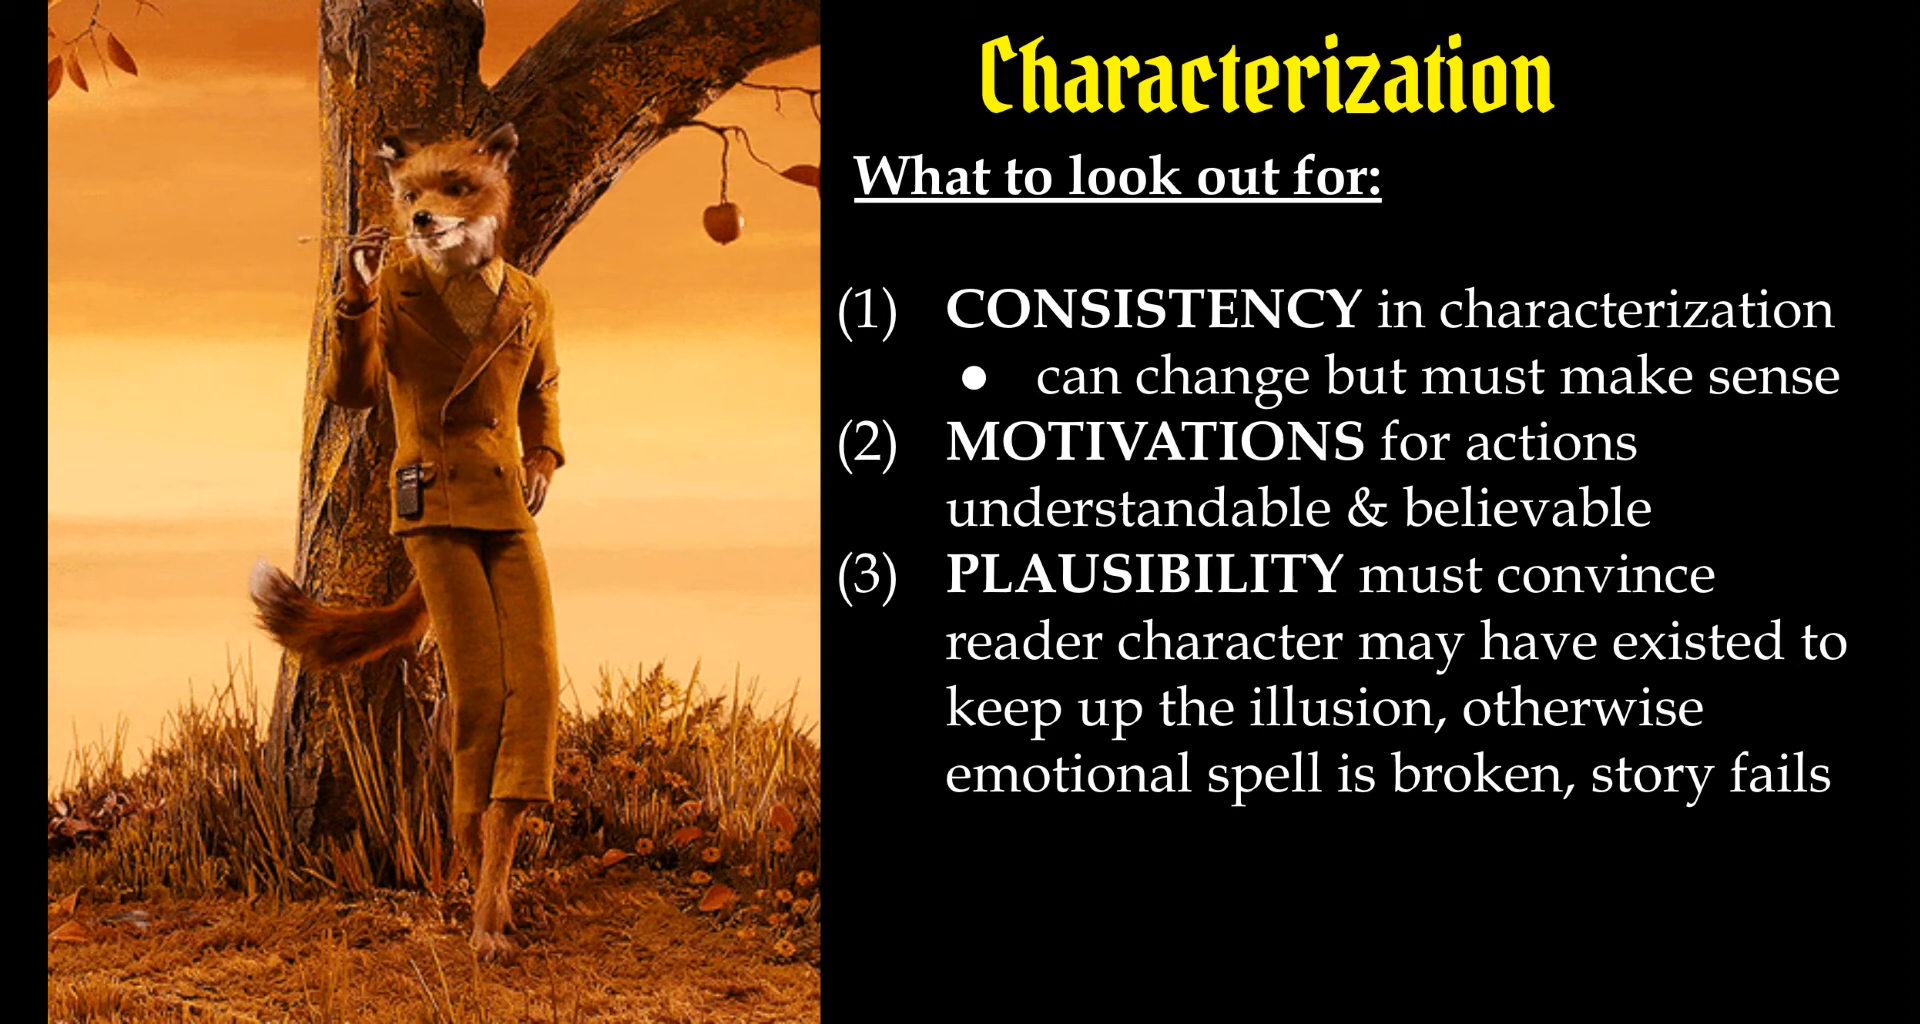 Characterization
What to look out for:
(1) CONSISTENCY in characterization
● can change but must make sense
(2) MOTIVATIONS for actions
understandable & believable
(3) PLAUSIBILITY must convince
reader character may have existed to
keep up the illusion, otherwise
emotional spell is broken, story fails